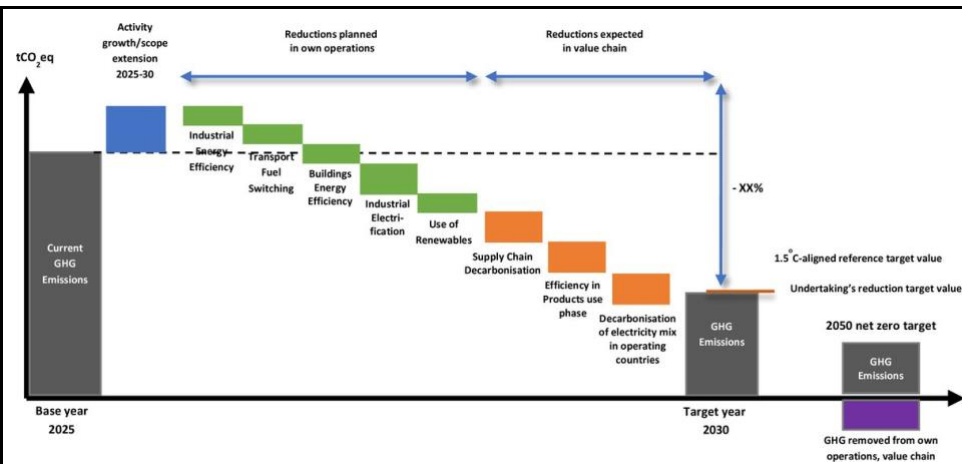 Activity
growth/scope
extension
2025-30
Reductions planned
in own operations
Reductions expected
in value chain
tCO2eq
Industrial
Energy
Efficiency
Transport
Fuel
Switching
Buildings
Energy
Efficiency
Industrial
Electri-
fication
Use of
Renewables
Supply Chain
Decarbonisation
Efficiency in
Products use
phase
Decarbonisation
of electricity mix
in operating
countries
- XX%
Current
GHG
Emissions
GHG
Emissions
1.5°C-aligned reference target value
Undertaking's reduction target value
2050 net zero target
GHG
Emissions
Base year
2025
Target year
2030
GHG removed from own
operations, value chain